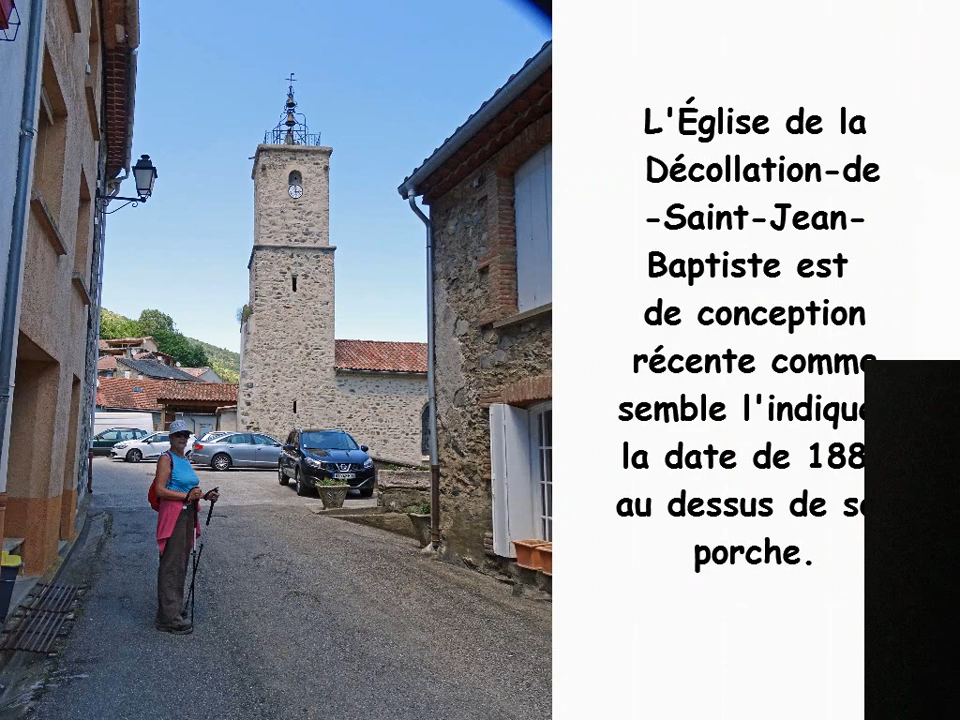 L'Église de la
Décollation-de
-Saint-Jean-
Baptiste est
de conception
récente comme
semble l'indique
la date de 188
au dessus de
porche.